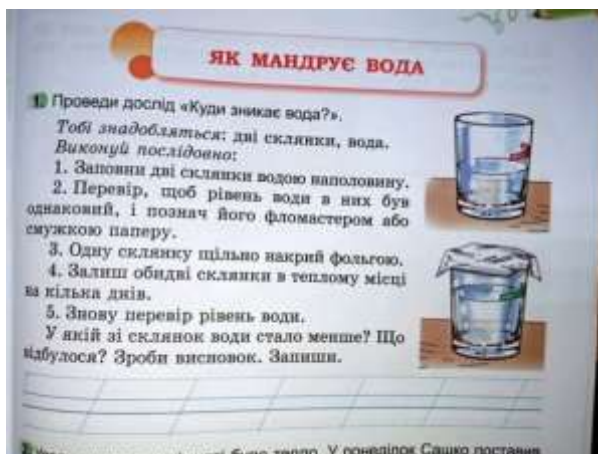 ЯК МАНДРУЄ ВОДА
1. Проведи дослід «Куди зникає вода?».
Тобі знадобляться: дві склянки, вода.
Виконуй послідовно:
1. Заповни дві склянки водою наполовину.
2. Перевір, щоб рівень води в них був
однаковий, і познач його фломастером або
смужкою паперу.
3. Одну склянку щільно накрий фольгою.
4. Залиш обидві склянки в теплому місці
на кілька днів.
5. Знову перевір рівень води.
У якій зі склянок води стало менше? Що
відбулося? Зроби висновок. Запиши.
було тепло. У понеділок Сашко поставив